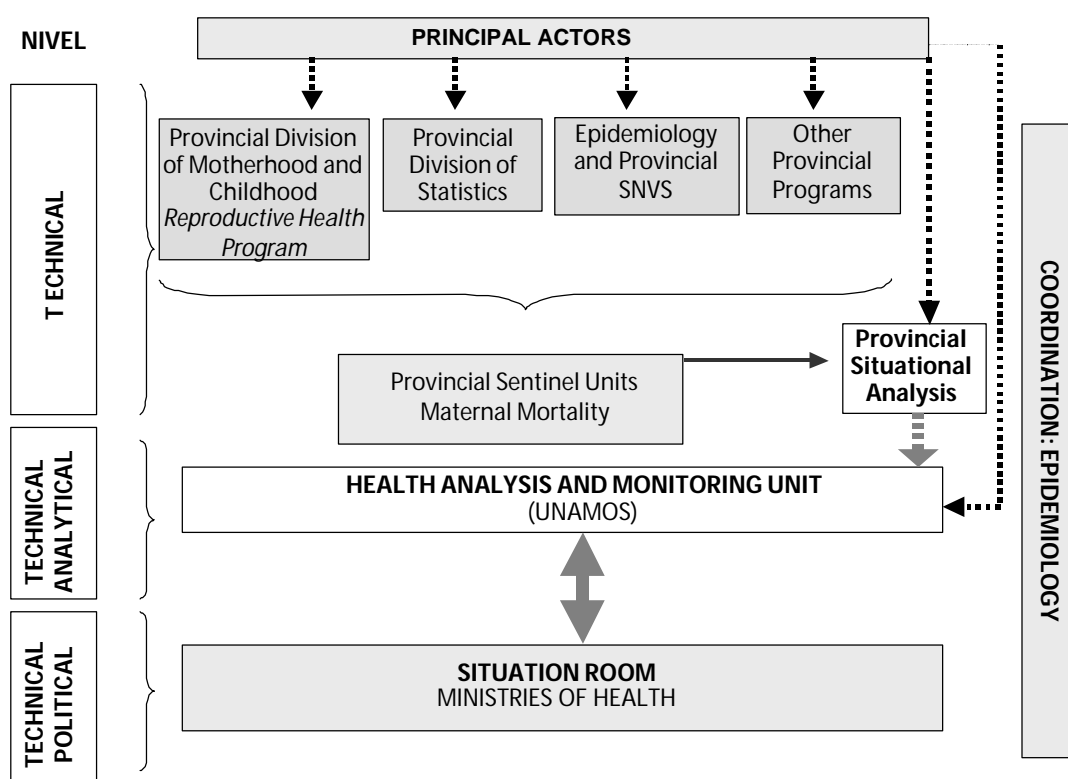 NIVEL
PRINCIPAL ACTORS
T ECHNICAL
Provincial Division
of Motherhood and
Childhood
Reproductive Health
Program
Provincial
Division of
Statistics
Epidemiology
and Provincial
SNVS
Other
Provincial
Programs
COORDINATION: EPIDEMIOLOGY
Provincial Sentinel Units
Maternal Mortality
Provincial
Situational
Analysis
TECHNICAL
ANALYTICAL
HEALTH ANALYSIS AND MONITORING UNIT
(UNAMOS)
TECHNICAL
POLITICAL
SITUATION ROOM
MINISTRIES OF HEALTH